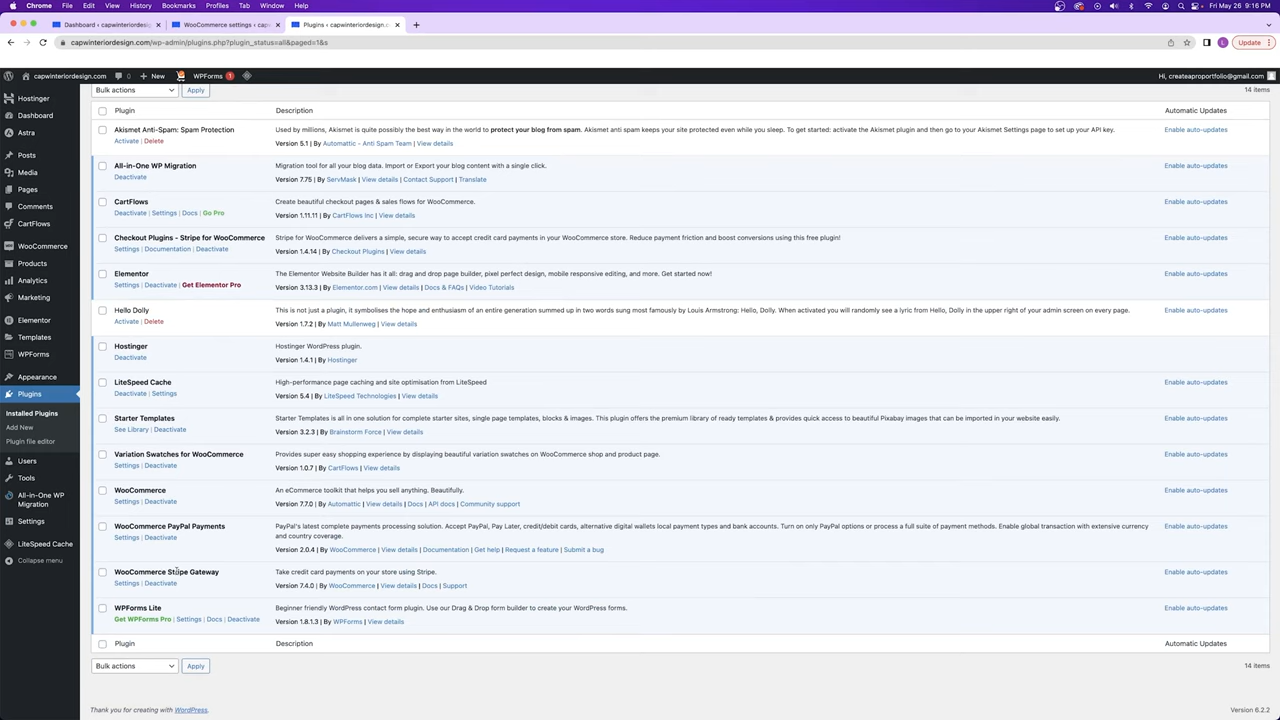 Chrome File Edit View History Bookmarks Profiles Tab Window Help Fri May 26 9:16 PM
Dashboard ‹ capwinteriordesign WooCommerce settings ‹ caps Plugins ‹ capwinteriordesign.c
capwinteriordesign.com/wp-admin/plugins.php?plugin_status=all&paged=1&s Update
capwinteriordesign.com 0 New WPForms 1 Hi, createaproportfolio@gmail.com
Bulk actions Apply 14 items
Plugin Description Automatic Updates
Akismet Anti-Spam: Spam Protection Used by millions, Akismet is quite possibly the best way in the world to protect your blog from spam. Akismet anti spam keeps your site protected even while you sleep. To get started: activate the Akismet plugin and then go to your Akismet Settings page to set up your API key. Enable auto-updates
Activate | Delete Version 5.1 | By Automattic - Anti Spam Team | View details
All-in-One WP Migration Migration tool for all your blog data. Import or Export your blog content with a single click. Enable auto-updates
Deactivate Version 7.75 | By ServMask | View details | Contact Support | Translate
CartFlows Create beautiful checkout pages & sales flows for WooCommerce. Enable auto-updates
Deactivate | Settings | Docs | Go Pro Version 1.11.11 | By CartFlows Inc | View details
Checkout Plugins - Stripe for WooCommerce Stripe for WooCommerce delivers a simple, secure way to accept credit card payments in your WooCommerce store. Reduce payment friction and boost conversions using this free plugin! Enable auto-updates
Settings | Documentation | Deactivate Version 1.4.14 | By Checkout Plugins | View details
Elementor The Elementor Website Builder has it all: drag and drop page builder, pixel perfect design, mobile responsive editing, and more. Get started now! Enable auto-updates
Settings | Deactivate | Get Elementor Pro Version 3.13.3 | By Elementor.com | View details | Docs & FAQs | Video Tutorials
Hello Dolly This is not just a plugin, it symbolises the hope and enthusiasm of an entire generation summed up in two words sung most famously by Louis Armstrong: Hello, Dolly. When activated you will randomly see a lyric from Hello, Dolly in the upper right of your admin screen on every page. Enable auto-updates
Activate | Delete Version 1.7.2 | By Matt Mullenweg | View details
Hostinger Hostinger WordPress plugin. Enable auto-updates
Deactivate Version 1.4.1 | By Hostinger
LiteSpeed Cache High-performance page caching and site optimisation from LiteSpeed Enable auto-updates
Deactivate | Settings Version 5.4 | By LiteSpeed Technologies | View details
Starter Templates Starter Templates is all in one solution for complete starter sites, single page templates, blocks & images. This plugin offers the premium library of ready templates & provides quick access to beautiful Pixabay images that can be imported in your website easily. Enable auto-updates
See Library | Deactivate Version 3.2.3 | By Brainstorm Force | View details
Variation Swatches for WooCommerce Provides super easy shopping experience by displaying beautiful variation swatches on WooCommerce shop and product page. Enable auto-updates
Settings | Deactivate Version 1.0.7 | By CartFlows | View details
WooCommerce An eCommerce toolkit that helps you sell anything. Beautifully. Enable auto-updates
Settings | Deactivate Version 7.7.0 | By Automattic | View details | Docs | API docs | Community support
WooCommerce PayPal Payments PayPal's latest complete payments processing solution. Accept PayPal, Pay Later, credit/debit cards, alternative digital wallets local payment types and bank accounts. Turn on only PayPal options or process a full suite of payment methods. Enable global transaction with extensive currency Enable auto-updates
Settings | Deactivate and country coverage.
Version 2.0.4 | By WooCommerce | View details | Documentation | Get help | Request a feature | Submit a bug
WooCommerce Stripe Gateway Take credit card payments on your store using Stripe. Enable auto-updates
Settings | Deactivate Version 7.4.0 | By WooCommerce | View details | Docs | Support
WPForms Lite Beginner friendly WordPress contact form plugin. Use our Drag & Drop form builder to create your WordPress forms. Enable auto-updates
Get WPForms Pro | Settings | Docs | Deactivate Version 1.8.1.3 | By WPForms | View details
Plugin Description Automatic Updates
Bulk actions Apply 14 items
Thank you for creating with WordPress. Version 6.2.2
Hostinger
Dashboard
Astra
Posts
Media
Pages
Comments
CartFlows
WooCommerce
Products
Analytics
Marketing
Elementor
Templates
WPForms
Appearance
Plugins
Installed Plugins
Add New
Plugin file editor
Users
Tools
All-in-One WP
Migration
Settings
LiteSpeed Cache
Collapse menu